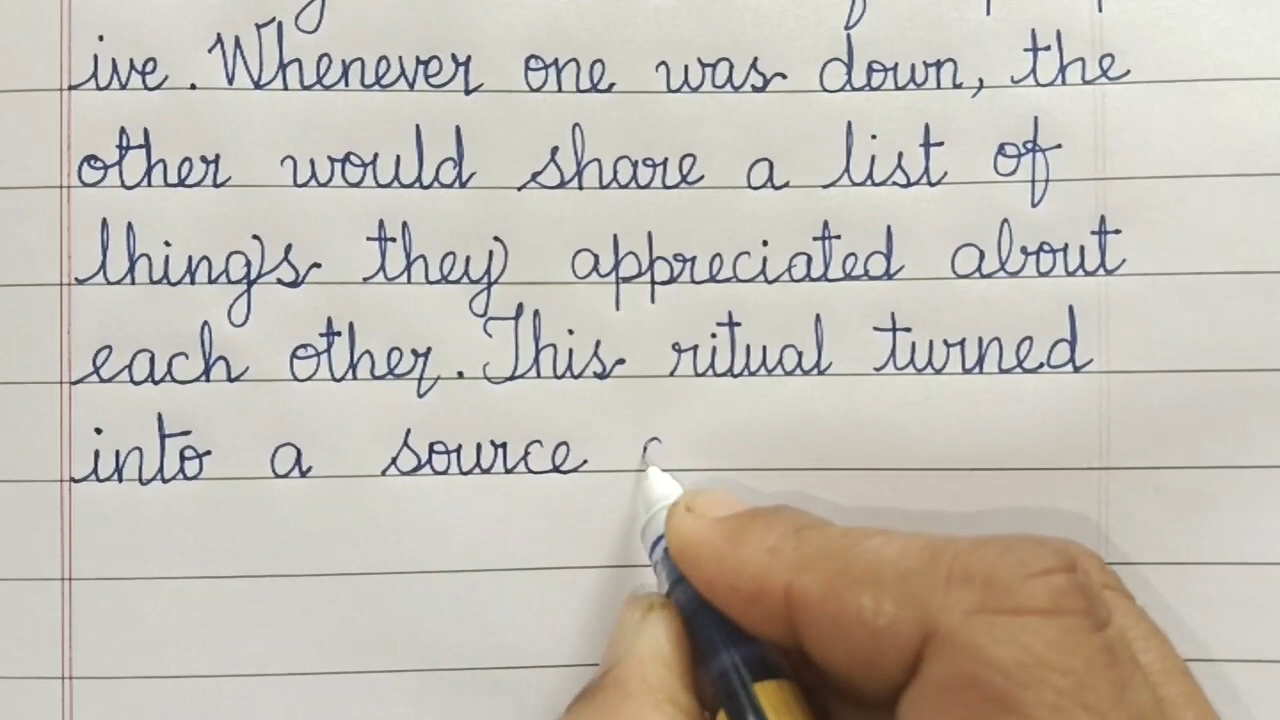 ive. Whenever one was down, the
other would share a list of
things they appreciated about
each other. This ritual turned
into a source